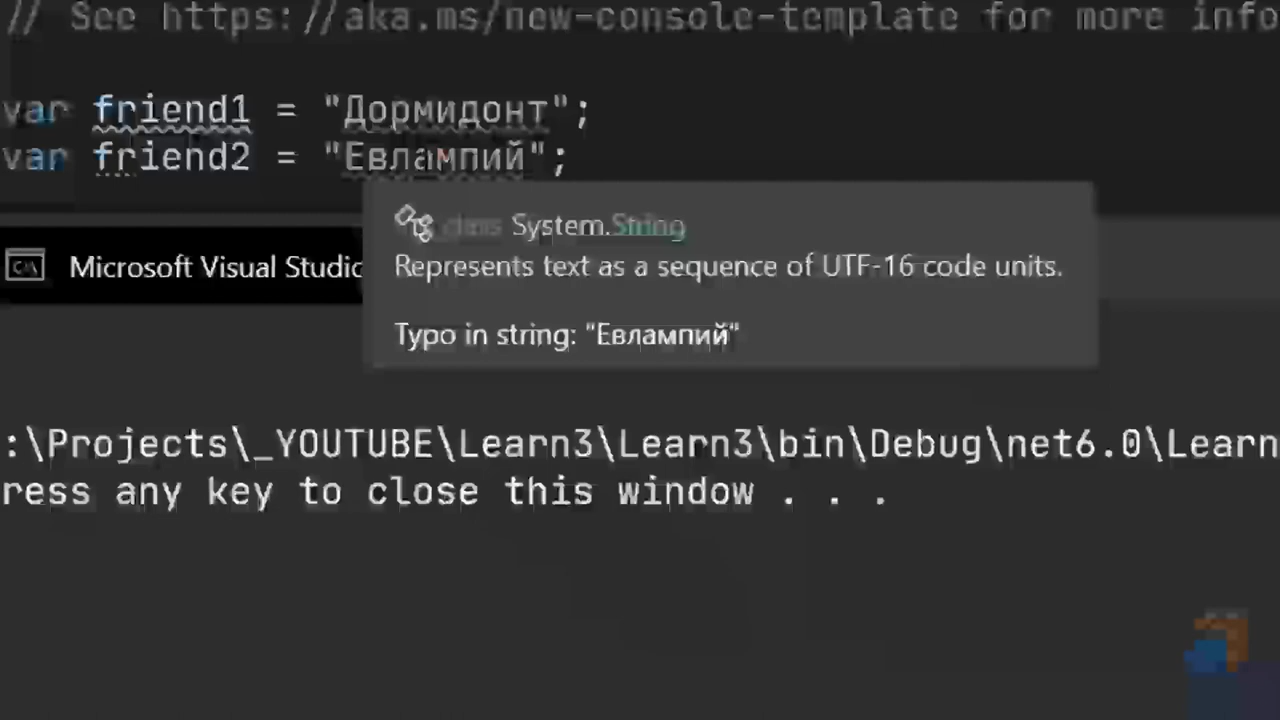 // See https://aka.ms/new-console-template for more info
var friend1 = "Дормидонт";
var friend2 = "Евлампий";
class System.String
Microsoft Visual Studio
Represents text as a sequence of UTF-16 code units.
Typo in string: "Евлампий"
:\Projects\_YOUTUBE\Learn3\Learn3\bin\Debug\net6.0\Learn
ress any key to close this window . . .